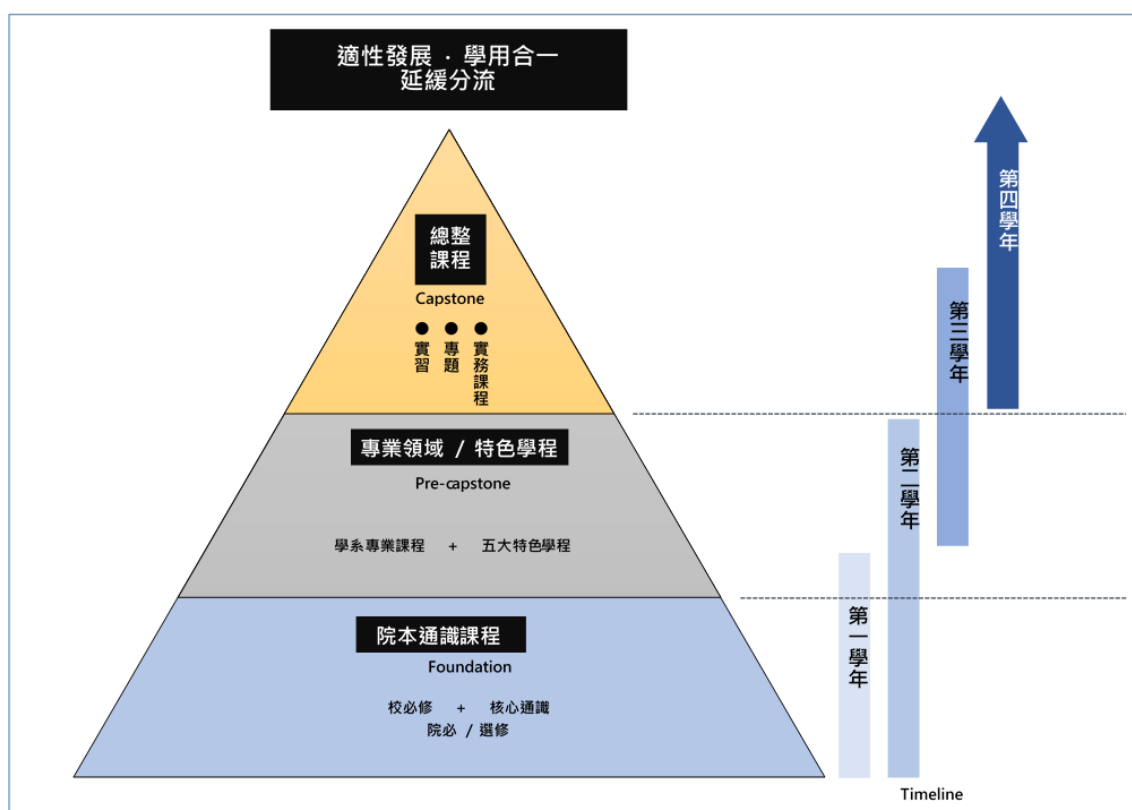 適性發展 · 學用合一
延緩分流
總整
課程
Capstone
● ● ●
實習
專題
實務課程
專業領域 / 特色學程
Pre-capstone
學系專業課程 + 五大特色學程
院本通識課程
Foundation
校必修 + 核心通識
院必 / 選修
第一學年
第二學年
第三學年
第四學年
Timeline